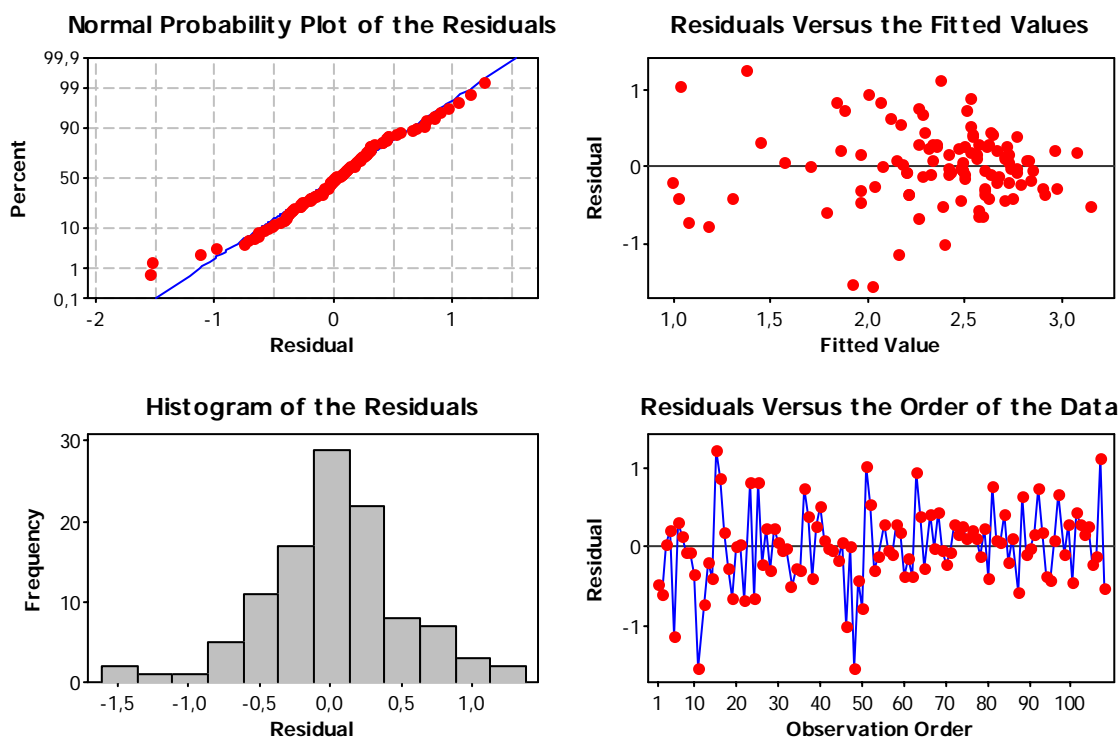 Normal Probability Plot of the Residuals
99,9
99
90
50
10
1
0,1
Percent
-2 -1 0 1
Residual
Residuals Versus the Fitted Values
1
0
-1
Residual
1,0 1,5 2,0 2,5 3,0
Fitted Value
Histogram of the Residuals
30
20
10
0
Frequency
-1,5 -1,0 -0,5 0,0 0,5 1,0
Residual
Residuals Versus the Order of the Data
1
0
-1
Residual
1 10 20 30 40 50 60 70 80 90 100
Observation Order